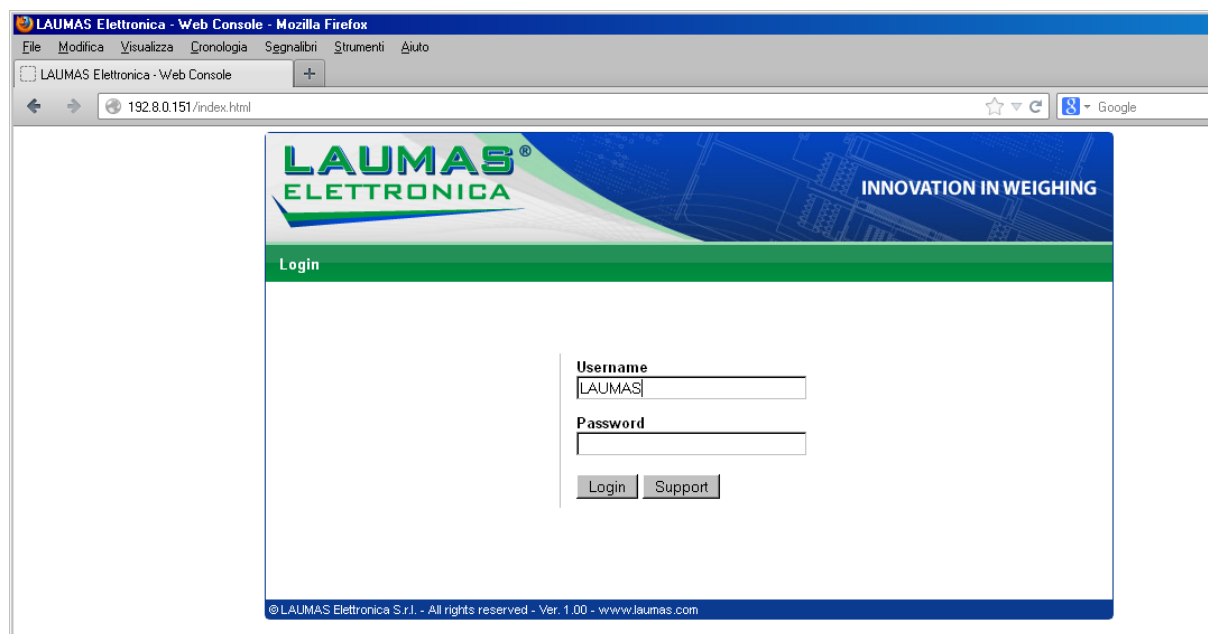 LAUMAS Elettronica - Web Console - Mozilla Firefox
File Modifica Visualizza Cronologia Segnalibri Strumenti Aiuto
LAUMAS Elettronica - Web Console +
192.8.0.151/index.html
8 Google
LAUMAS®
ELETTRONICA
INNOVATION IN WEIGHING
Login
Username
LAUMAS
Password
Login Support
© LAUMAS Elettronica S.r.l. - All rights reserved - Ver. 1.00 - www.laumas.com